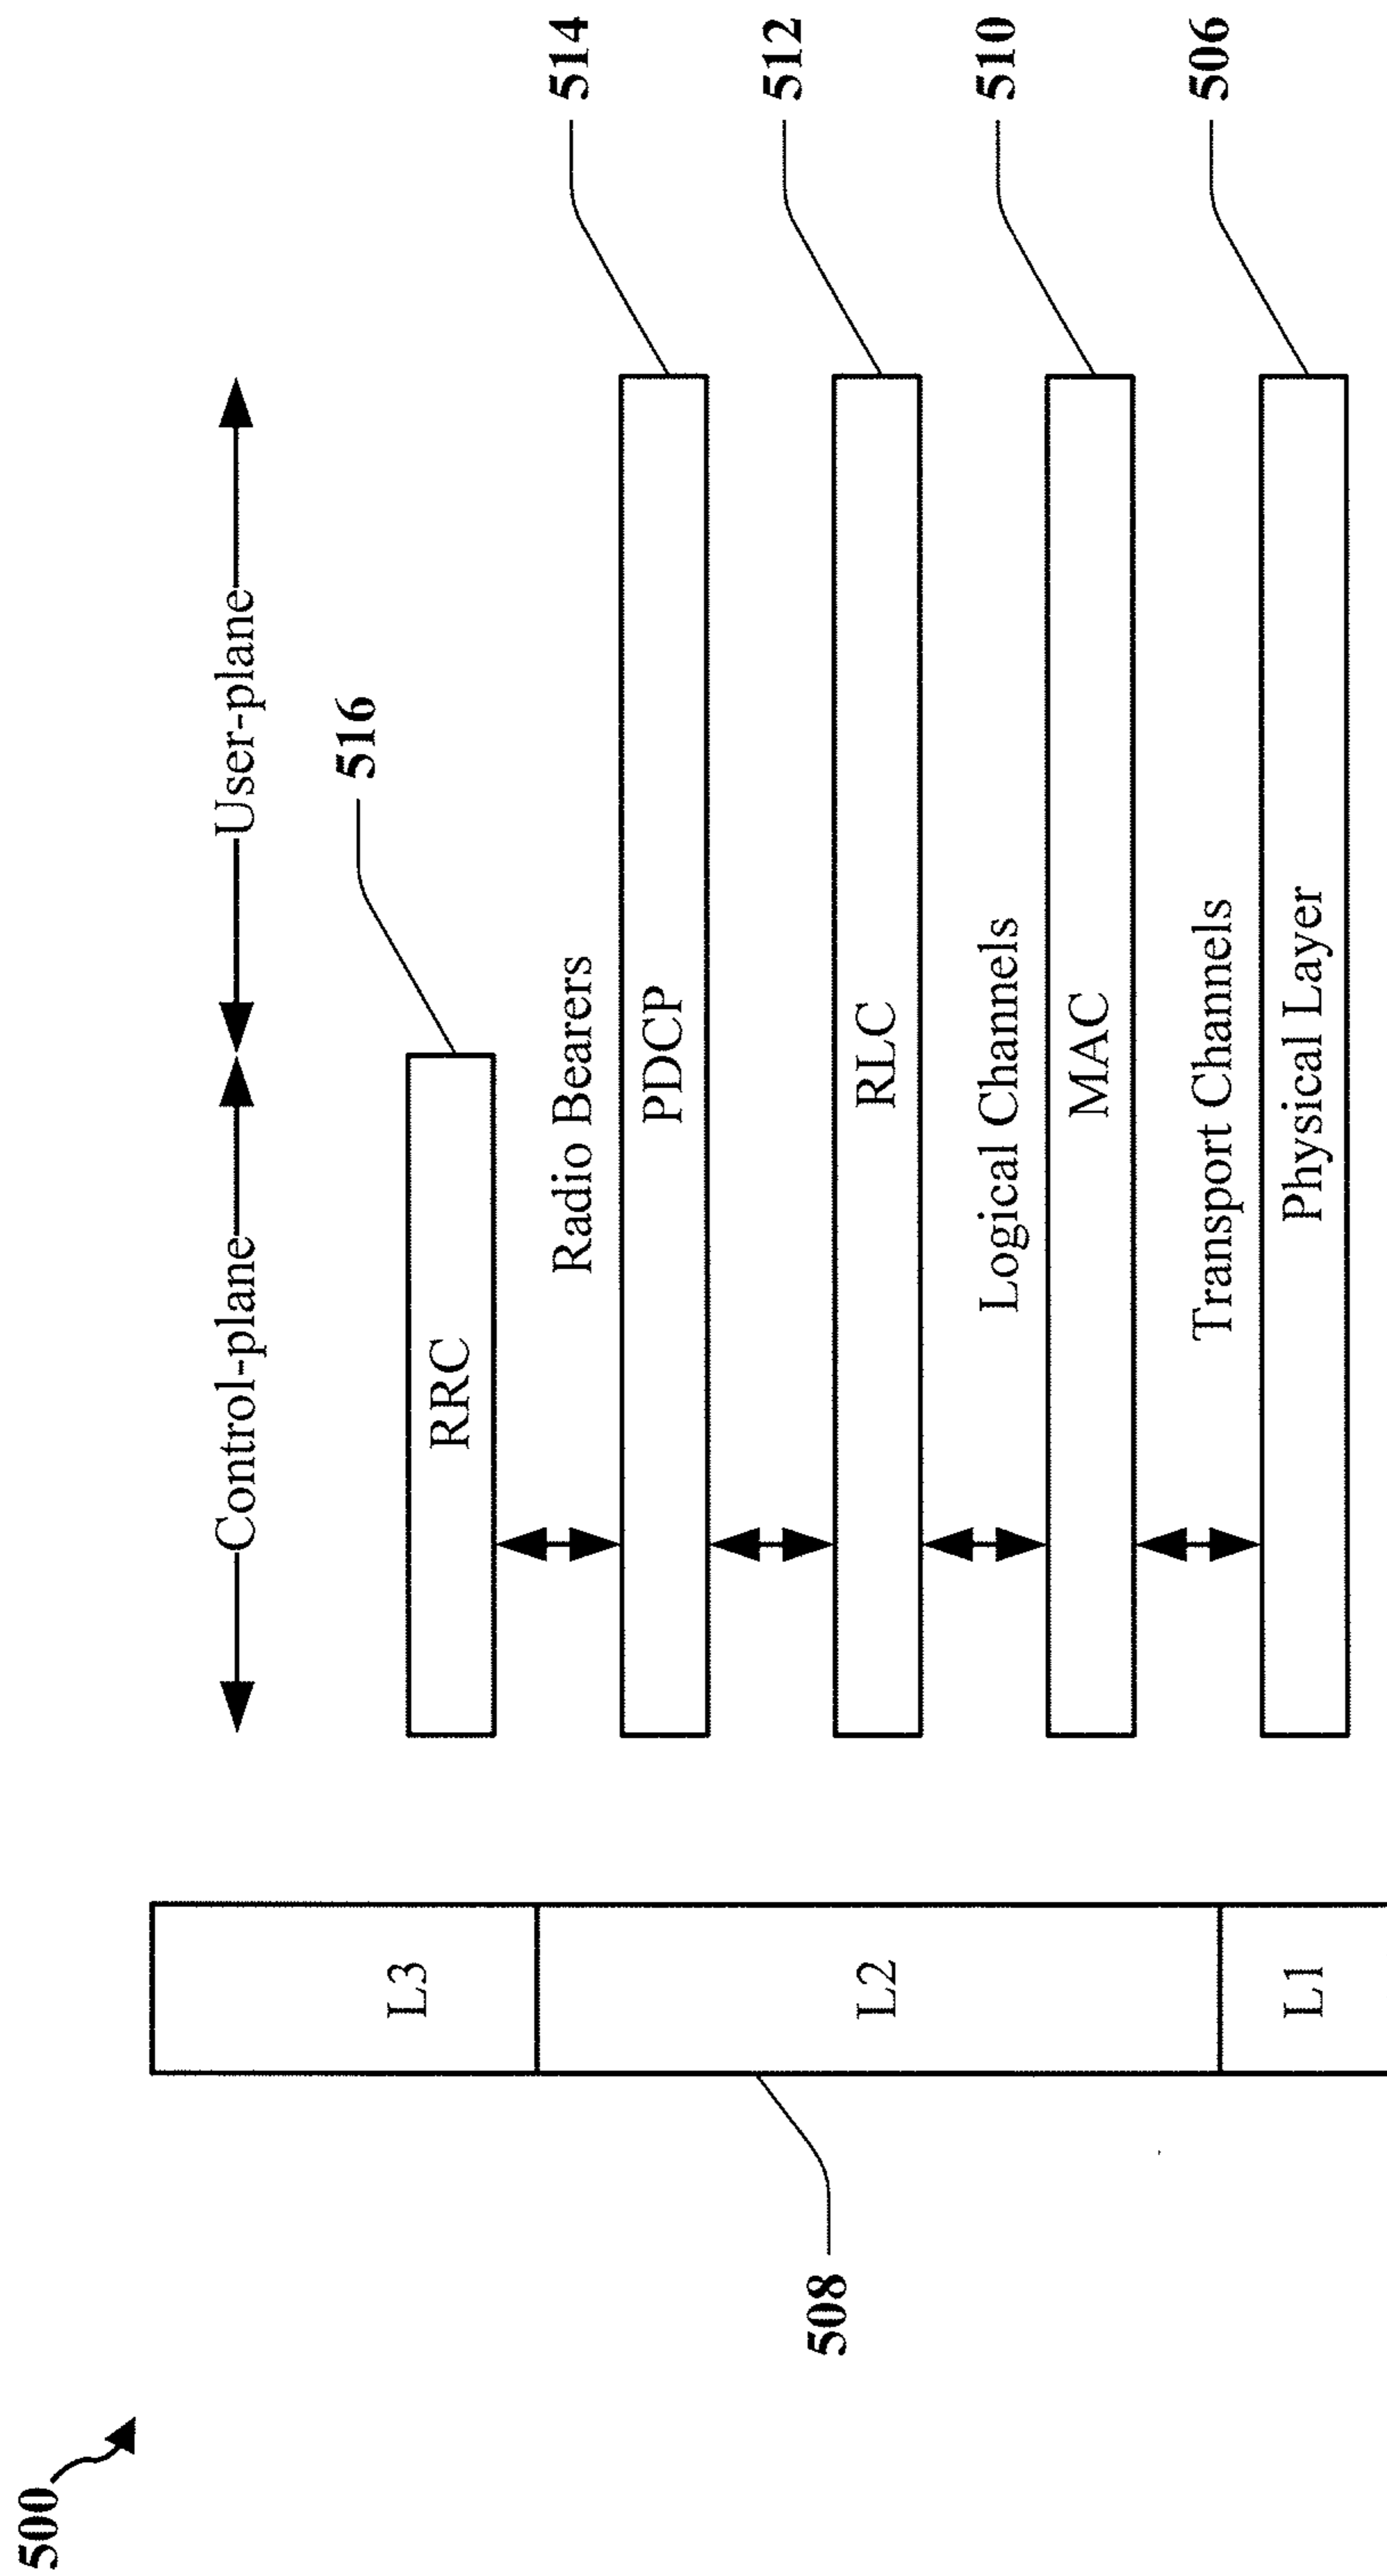 500
Control-plane
User-plane
516
L3
RRC
Radio Bearers
514
PDCP
508
L2
512
RLC
Logical Channels
510
MAC
Transport Channels
506
L1
Physical Layer